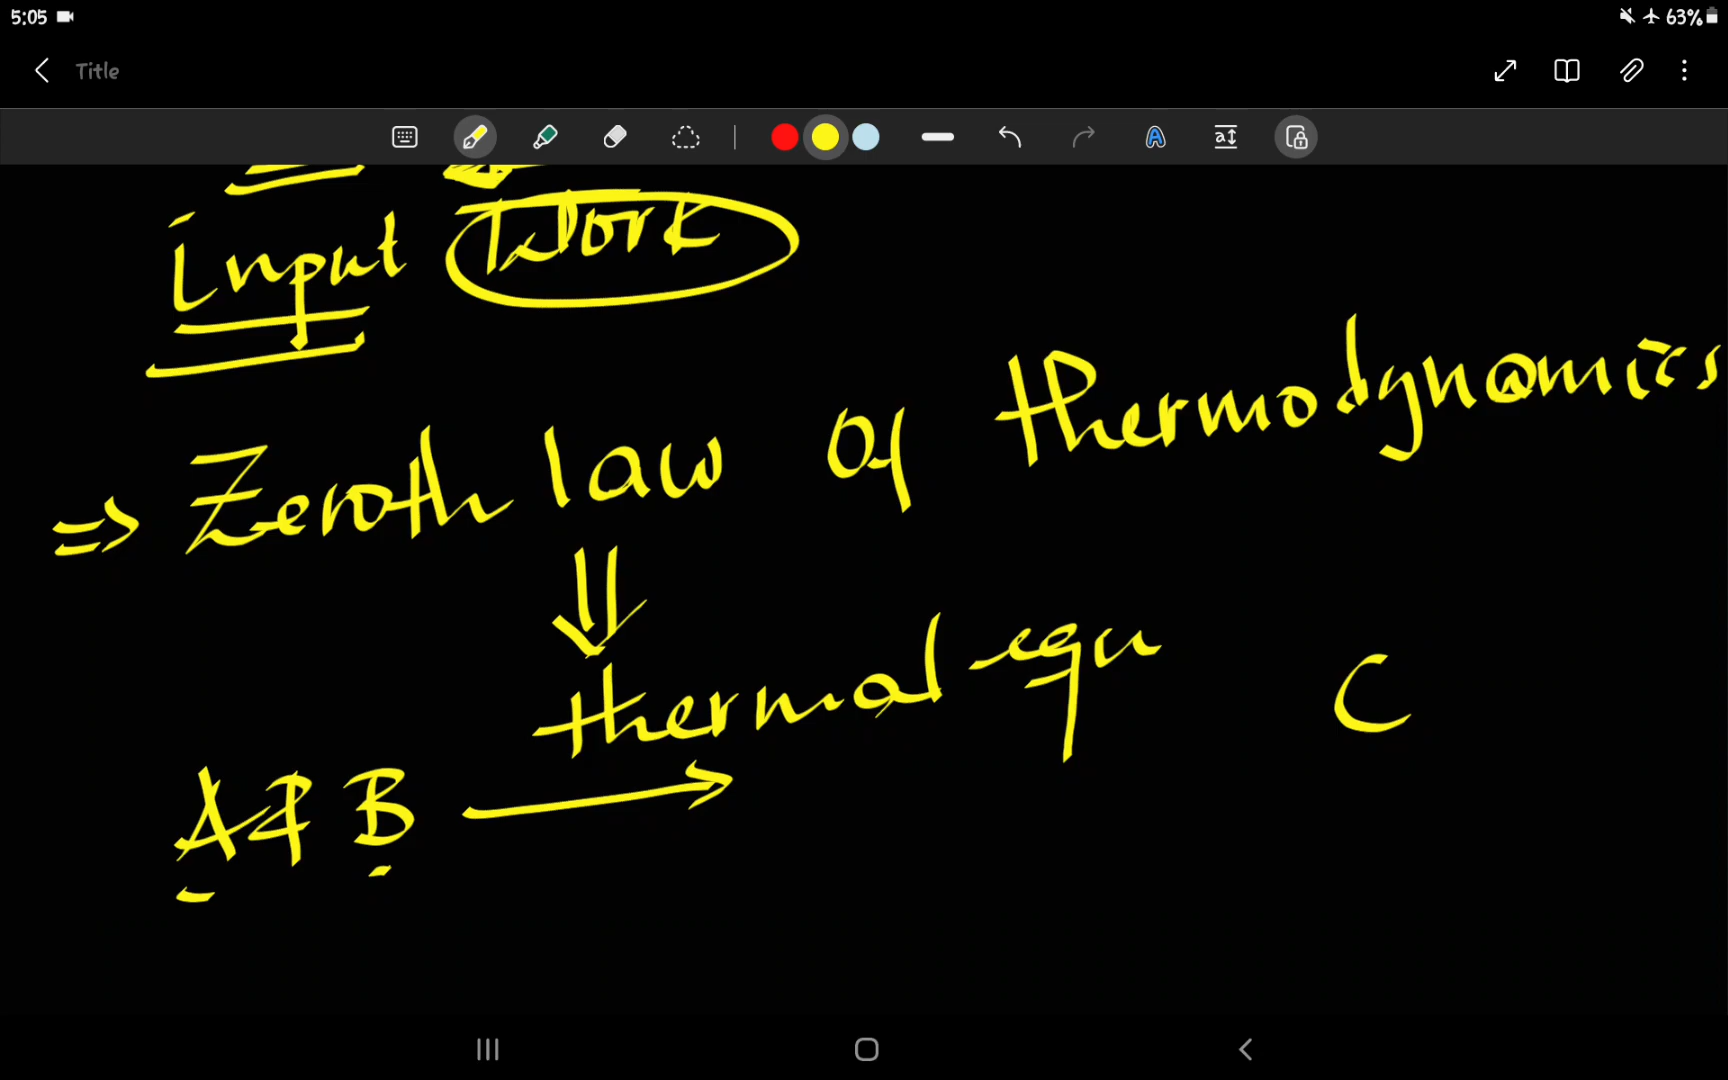 5:05 63%
Title
input Work
=> Zeroth law of thermodynamics
thermal equ C
A & B